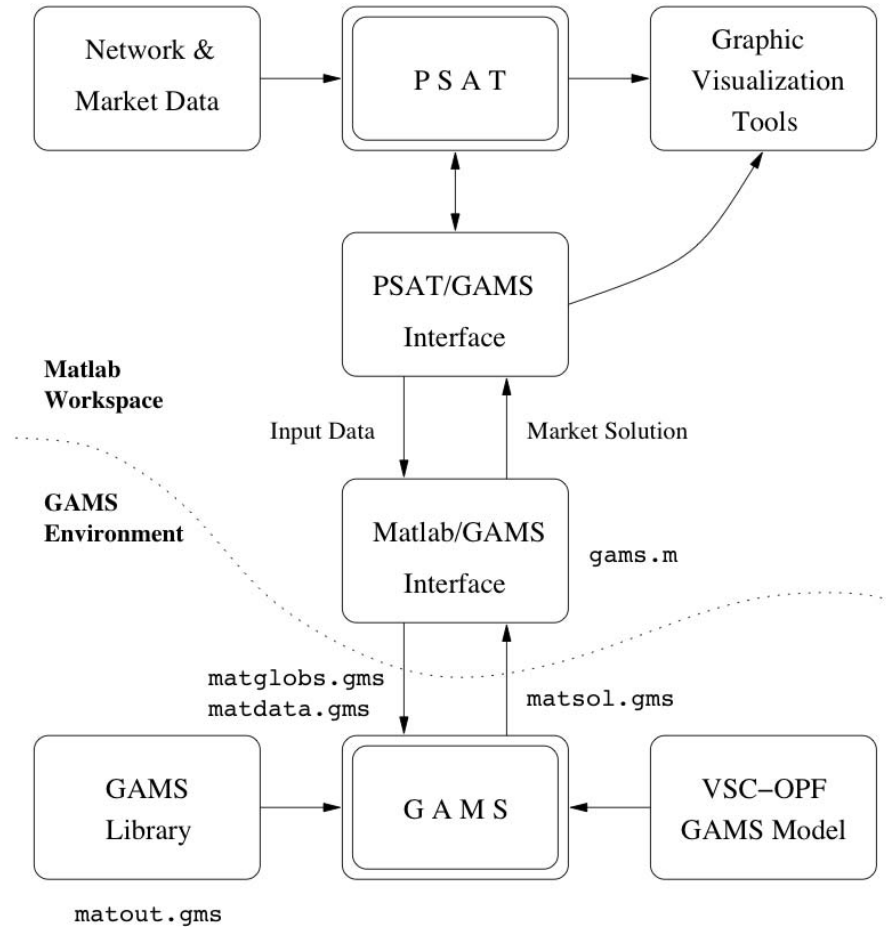 Network &
Market Data
P S A T
Graphic
Visualization
Tools
PSAT/GAMS
Interface
Matlab
Workspace
Input Data
Market Solution
GAMS
Environment
Matlab/GAMS
Interface
gams.m
matglobs.gms
matdata.gms
matsol.gms
GAMS
Library
G A M S
VSC−OPF
GAMS Model
matout.gms